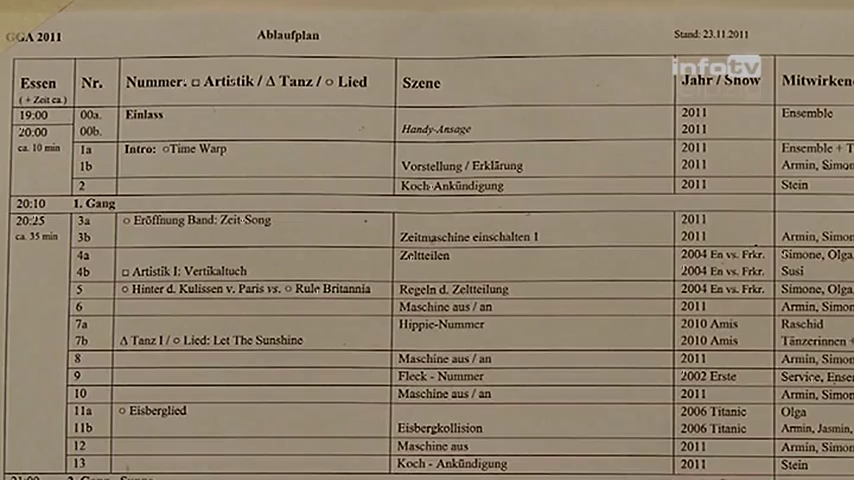 GGA 2011 Ablaufplan Stand: 23.11.2011
infotv
Essen Nr. Nummer: □ Artistik / Δ Tanz / ○ Lied Szene Jahr / Snow Mitwirken
( + Zeit ca.)
19:00 00a. Einlass 2011 Ensemble
20:00 00b. Handy-Ansage 2011
ca. 10 min 1a Intro: ○Time Warp 2011 Ensemble + T
1b Vorstellung / Erklärung 2011 Armin, Simon
2 Koch-Ankündigung 2011 Stein
20:10 1. Gang
20:25 3a ○ Eröffnung Band: Zeit-Song 2011
ca. 35 min 3b Zeitmaschine einschalten 1 2011 Armin, Simo
4a Zeltteilen 2004 En vs. Frkr. Simone, Olga
4b □ Artistik I: Vertikaltuch 2004 En vs. Frkr. Susi
5 ○ Hinter d. Kulissen v. Paris vs. ○ Rule Britannia Regeln d. Zeltteilung 2004 En vs. Frkr. Simone, Olga
6 Maschine aus / an 2011 Armin, Simon
7a Hippie-Nummer 2010 Amis Raschid
7b Δ Tanz I / ○ Lied: Let The Sunshine 2010 Amis Tänzerinnen +
8 Maschine aus / an 2011 Armin, Simon
9 Fleck - Nummer 2002 Erste Service, Ense
10 Maschine aus / an 2011 Armin, Simon
11a ○ Eisberglied 2006 Titanic Olga
11b Eisbergkollision 2006 Titanic Armin, Jasmin,
12 Maschine aus 2011 Armin, Simon
13 Koch - Ankündigung 2011 Stein